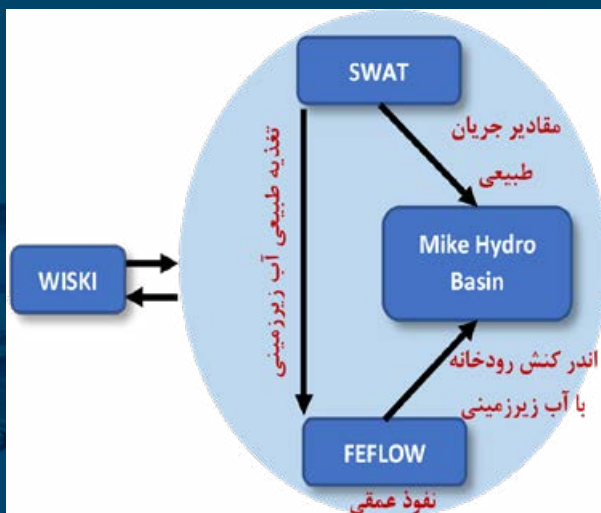 SWAT
مقادیر جریان
طبیعی
تغذیه طبیعی آب زیرزمینی
Mike Hydro
Basin
WISKI
اندر کنش رودخانه
با آب زیرزمینی
FEFLOW
نفوذ عمقی